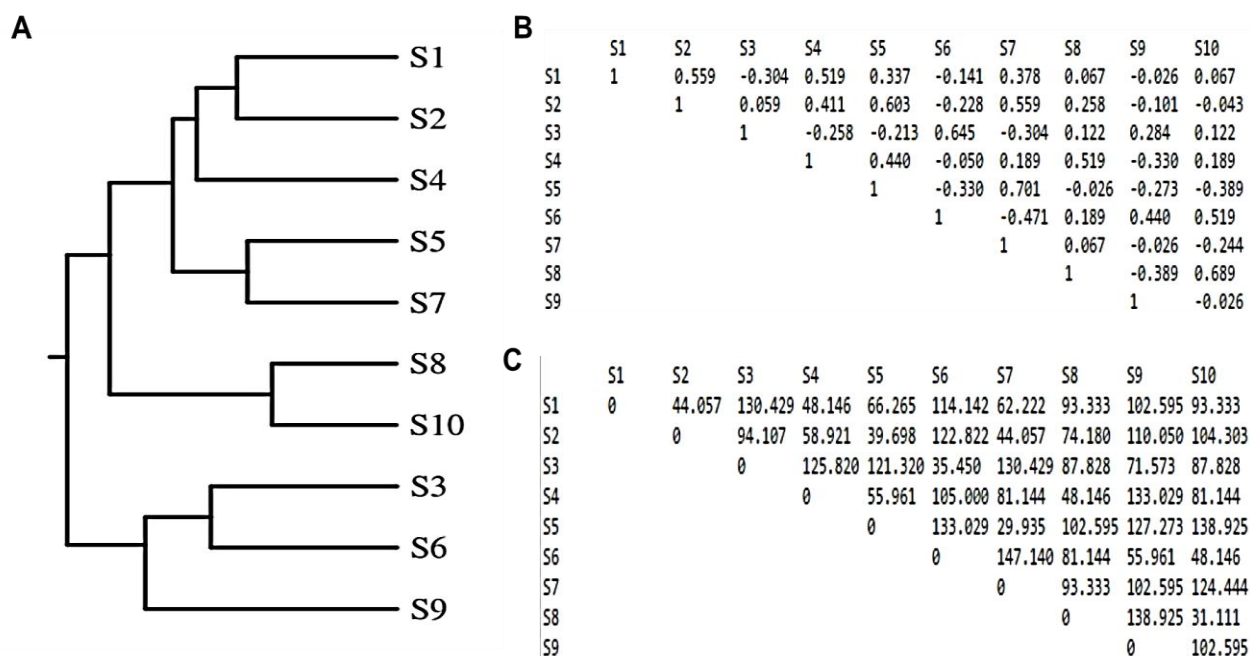 A
S1
S2
S4
S5
S7
S8
S10
S3
S6
S9
B
S1 S2 S3 S4 S5 S6 S7 S8 S9 S10
S1 1 0.559 -0.304 0.519 0.337 -0.141 0.378 0.067 -0.026 0.067
S2 1 0.059 0.411 0.603 -0.228 0.559 0.258 -0.101 -0.043
S3 1 -0.258 -0.213 0.645 -0.304 0.122 0.284 0.122
S4 1 0.440 -0.050 0.189 0.519 -0.330 0.189
S5 1 -0.330 0.701 -0.026 -0.273 -0.389
S6 1 -0.471 0.189 0.440 0.519
S7 1 0.067 -0.026 -0.244
S8 1 -0.389 0.689
S9 1 -0.026
C
S1 S2 S3 S4 S5 S6 S7 S8 S9 S10
S1 0 44.057 130.429 48.146 66.265 114.142 62.222 93.333 102.595 93.333
S2 0 94.107 58.921 39.698 122.822 44.057 74.180 110.050 104.303
S3 0 125.820 121.320 35.450 130.429 87.828 71.573 87.828
S4 0 55.961 105.000 81.144 48.146 133.029 81.144
S5 0 133.029 29.935 102.595 127.273 138.925
S6 0 147.140 81.144 55.961 48.146
S7 0 93.333 102.595 124.444
S8 0 138.925 31.111
S9 0 102.595